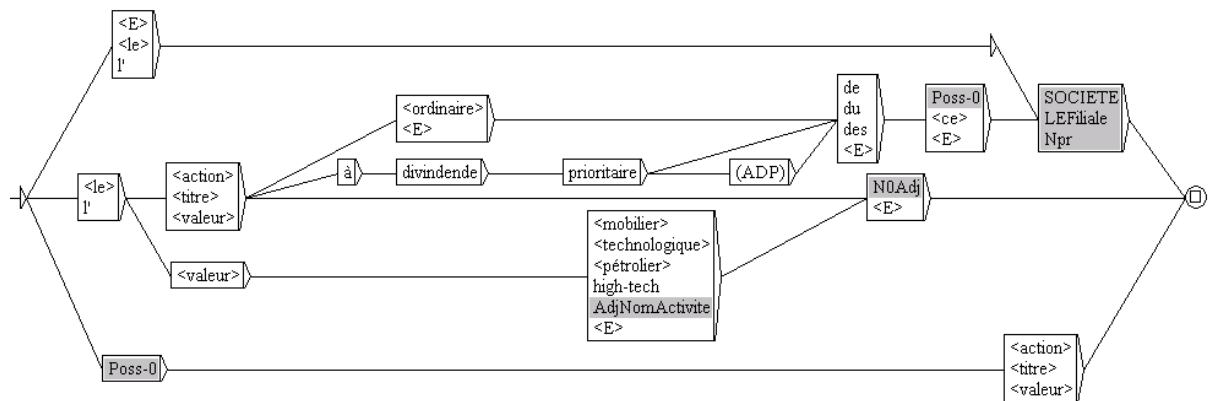 <E>
<le>
l'
<ordinaire>
<E>
à
divindende
prioritaire
(ADP)
de
du
des
<E>
Poss-0
<ce>
<E>
SOCIETE
LEFiliale
Npr
<le>
l'
<action>
<titre>
<valeur>
N0Adj
<E>
<valeur>
<mobilier>
<technologique>
<pétrolier>
high-tech
AdjNomActivite
<E>
Poss-0
<action>
<titre>
<valeur>